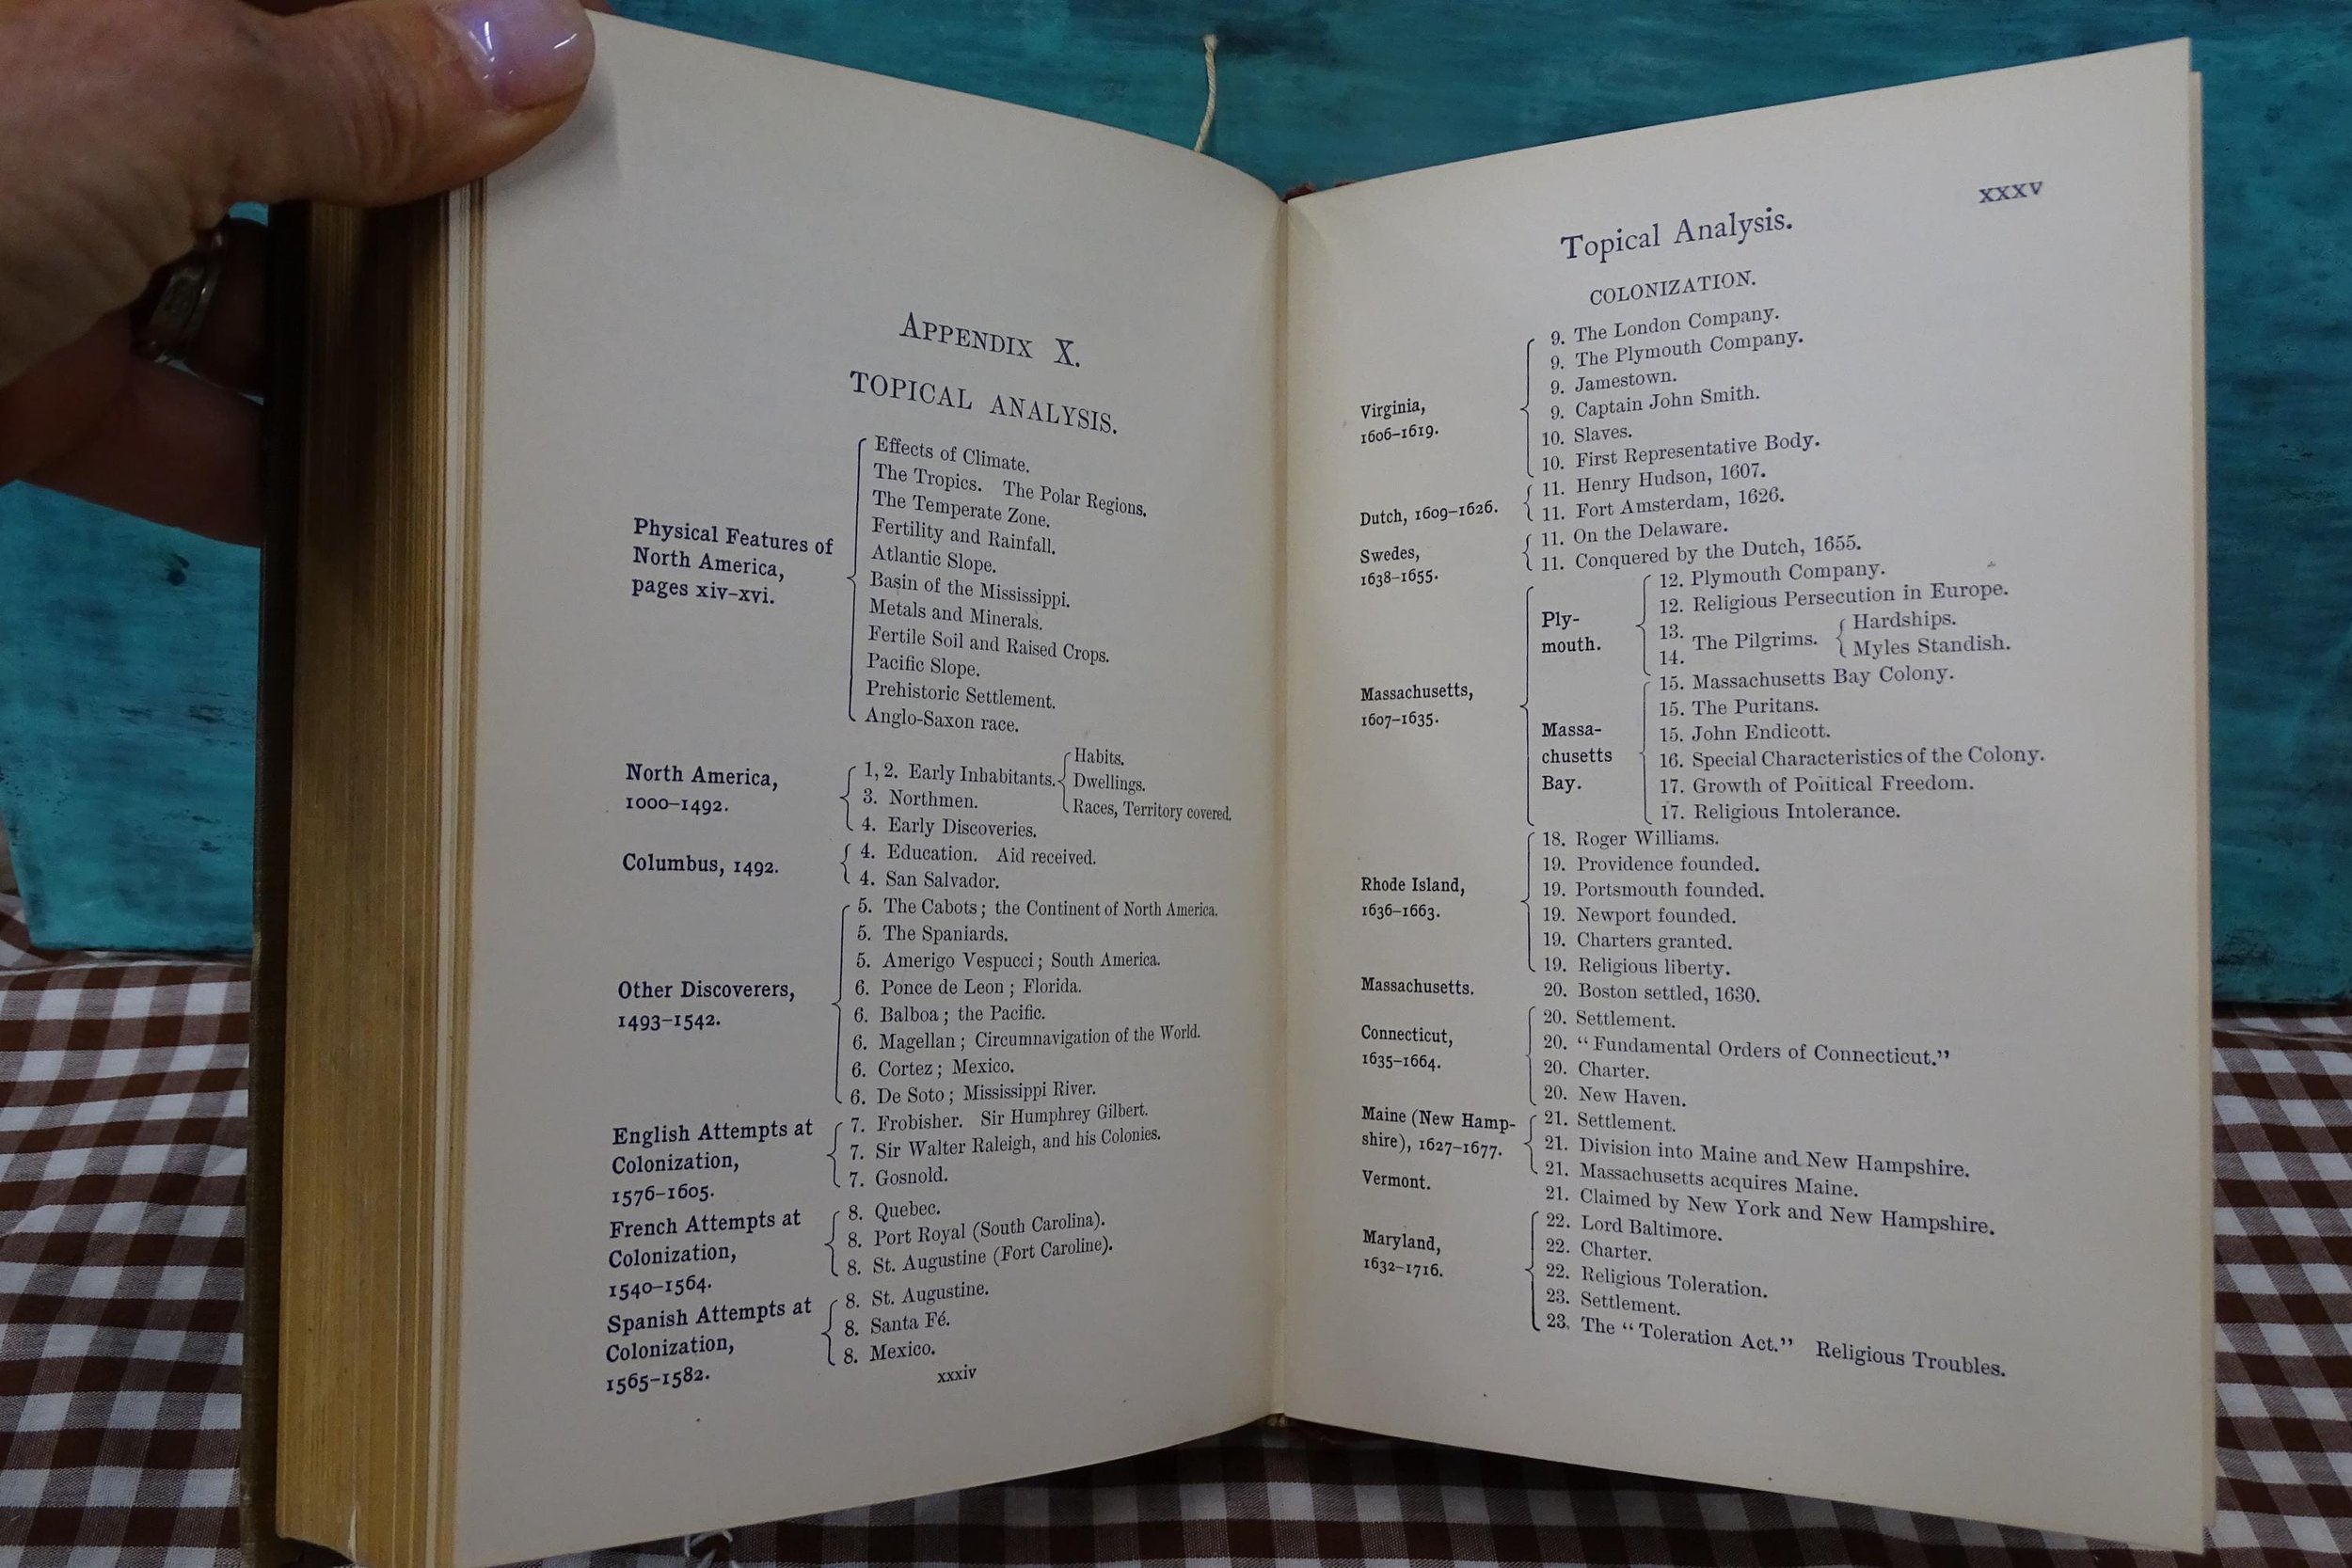 APPENDIX X.
TOPICAL ANALYSIS.
Physical Features of
North America,
pages xiv–xvi.
Effects of Climate.
The Tropics. The Polar Regions.
The Temperate Zone.
Fertility and Rainfall.
Atlantic Slope.
Basin of the Mississippi.
Metals and Minerals.
Fertile Soil and Raised Crops.
Pacific Slope.
Prehistoric Settlement.
Anglo-Saxon race.
North America,
1000–1492.
1, 2. Early Inhabitants.
Habits.
Dwellings.
Races, Territory covered.
3. Northmen.
4. Early Discoveries.
Columbus, 1492.
4. Education. Aid received.
4. San Salvador.
Other Discoverers,
1493–1542.
5. The Cabots; the Continent of North America.
5. The Spaniards.
5. Amerigo Vespucci; South America.
6. Ponce de Leon; Florida.
6. Balboa; the Pacific.
6. Magellan; Circumnavigation of the World.
6. Cortez; Mexico.
6. De Soto; Mississippi River.
English Attempts at
Colonization,
1576–1605.
7. Frobisher. Sir Humphrey Gilbert.
7. Sir Walter Raleigh, and his Colonies.
7. Gosnold.
French Attempts at
Colonization,
1540–1564.
8. Quebec.
8. Port Royal (South Carolina).
8. St. Augustine (Fort Caroline).
Spanish Attempts at
Colonization,
1565–1582.
8. St. Augustine.
8. Santa Fé.
8. Mexico.
xxxiv
xxxv
Topical Analysis.
COLONIZATION.
Virginia,
1606–1619.
9. The London Company.
9. The Plymouth Company.
9. Jamestown.
9. Captain John Smith.
10. Slaves.
10. First Representative Body.
Dutch, 1609–1626.
11. Henry Hudson, 1607.
11. Fort Amsterdam, 1626.
Swedes,
1638–1655.
11. On the Delaware.
11. Conquered by the Dutch, 1655.
Massachusetts,
1607–1635.
Ply-
mouth.
12. Plymouth Company.
12. Religious Persecution in Europe.
13.
14.
The Pilgrims.
Hardships.
Myles Standish.
Massa-
chusetts
Bay.
15. Massachusetts Bay Colony.
15. The Puritans.
15. John Endicott.
16. Special Characteristics of the Colony.
17. Growth of Political Freedom.
17. Religious Intolerance.
Rhode Island,
1636–1663.
18. Roger Williams.
19. Providence founded.
19. Portsmouth founded.
19. Newport founded.
19. Charters granted.
19. Religious liberty.
Massachusetts.
20. Boston settled, 1630.
Connecticut,
1635–1664.
20. Settlement.
20. “Fundamental Orders of Connecticut.”
20. Charter.
20. New Haven.
Maine (New Hamp-
shire), 1627–1677.
21. Settlement.
21. Division into Maine and New Hampshire.
21. Massachusetts acquires Maine.
Vermont.
21. Claimed by New York and New Hampshire.
Maryland,
1632–1716.
22. Lord Baltimore.
22. Charter.
22. Religious Toleration.
23. Settlement.
23. The “Toleration Act.” Religious Troubles.